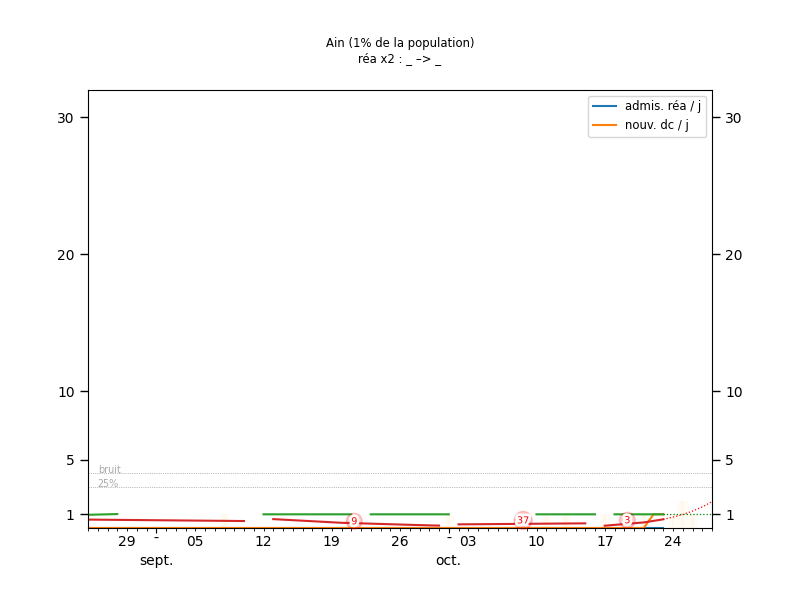 Ain (1% de la population)
réa x2 : _ –> _
admis. réa / j
nouv. dc / j
30 30
20 20
10 10
5 5
bruit
25%
1 9 37 3 1
29 - 05 12 19 26 - 03 10 17 24
sept. oct.